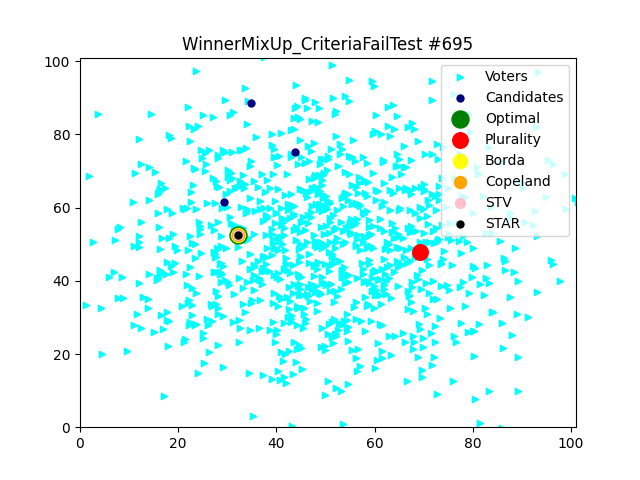 WinnerMixUp_CriteriaFailTest #695
100
80
60
40
20
0
0
20
40
60
80
100
Voters
Candidates
Optimal
Plurality
Borda
Copeland
STV
STAR